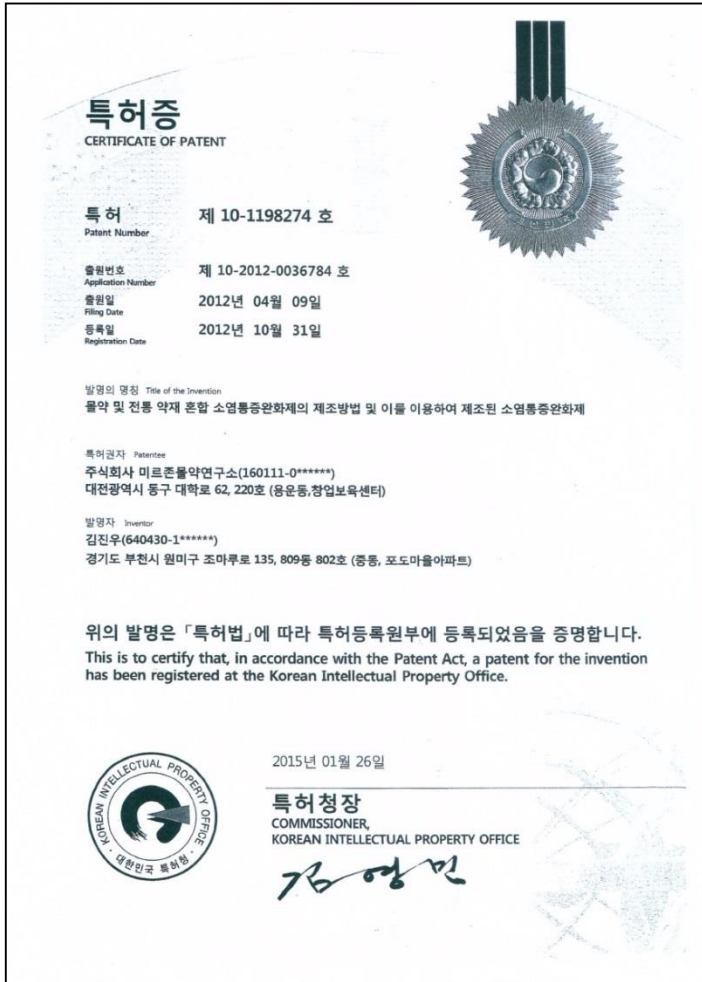 특허증
CERTIFICATE OF PATENT
특허 제 10-1198274 호
Patent Number
출원번호 제 10-2012-0036784 호
Application Number
출원일 2012년 04월 09일
Filing Date
등록일 2012년 10월 31일
Registration Date
발명의 명칭 Title of the Invention
몰약 및 전통 약재 혼합 소염통증완화제의 제조방법 및 이를 이용하여 제조된 소염통증완화제
특허권자 Patentee
주식회사 미르존몰약연구소(160111-0******)
대전광역시 동구 대학로 62, 220호 (용운동,창업보육센터)
발명자 Inventor
김진우(640430-1******)
경기도 부천시 원미구 조마루로 135, 809동 802호 (중동, 포도마을아파트)
위의 발명은 「특허법」에 따라 특허등록원부에 등록되었음을 증명합니다.
This is to certify that, in accordance with the Patent Act, a patent for the invention
has been registered at the Korean Intellectual Property Office.
2015년 01월 26일
특허청장
COMMISSIONER,
KOREAN INTELLECTUAL PROPERTY OFFICE
김영민
KOREAN INTELLECTUAL PROPERTY OFFICE
대한민국 특허청